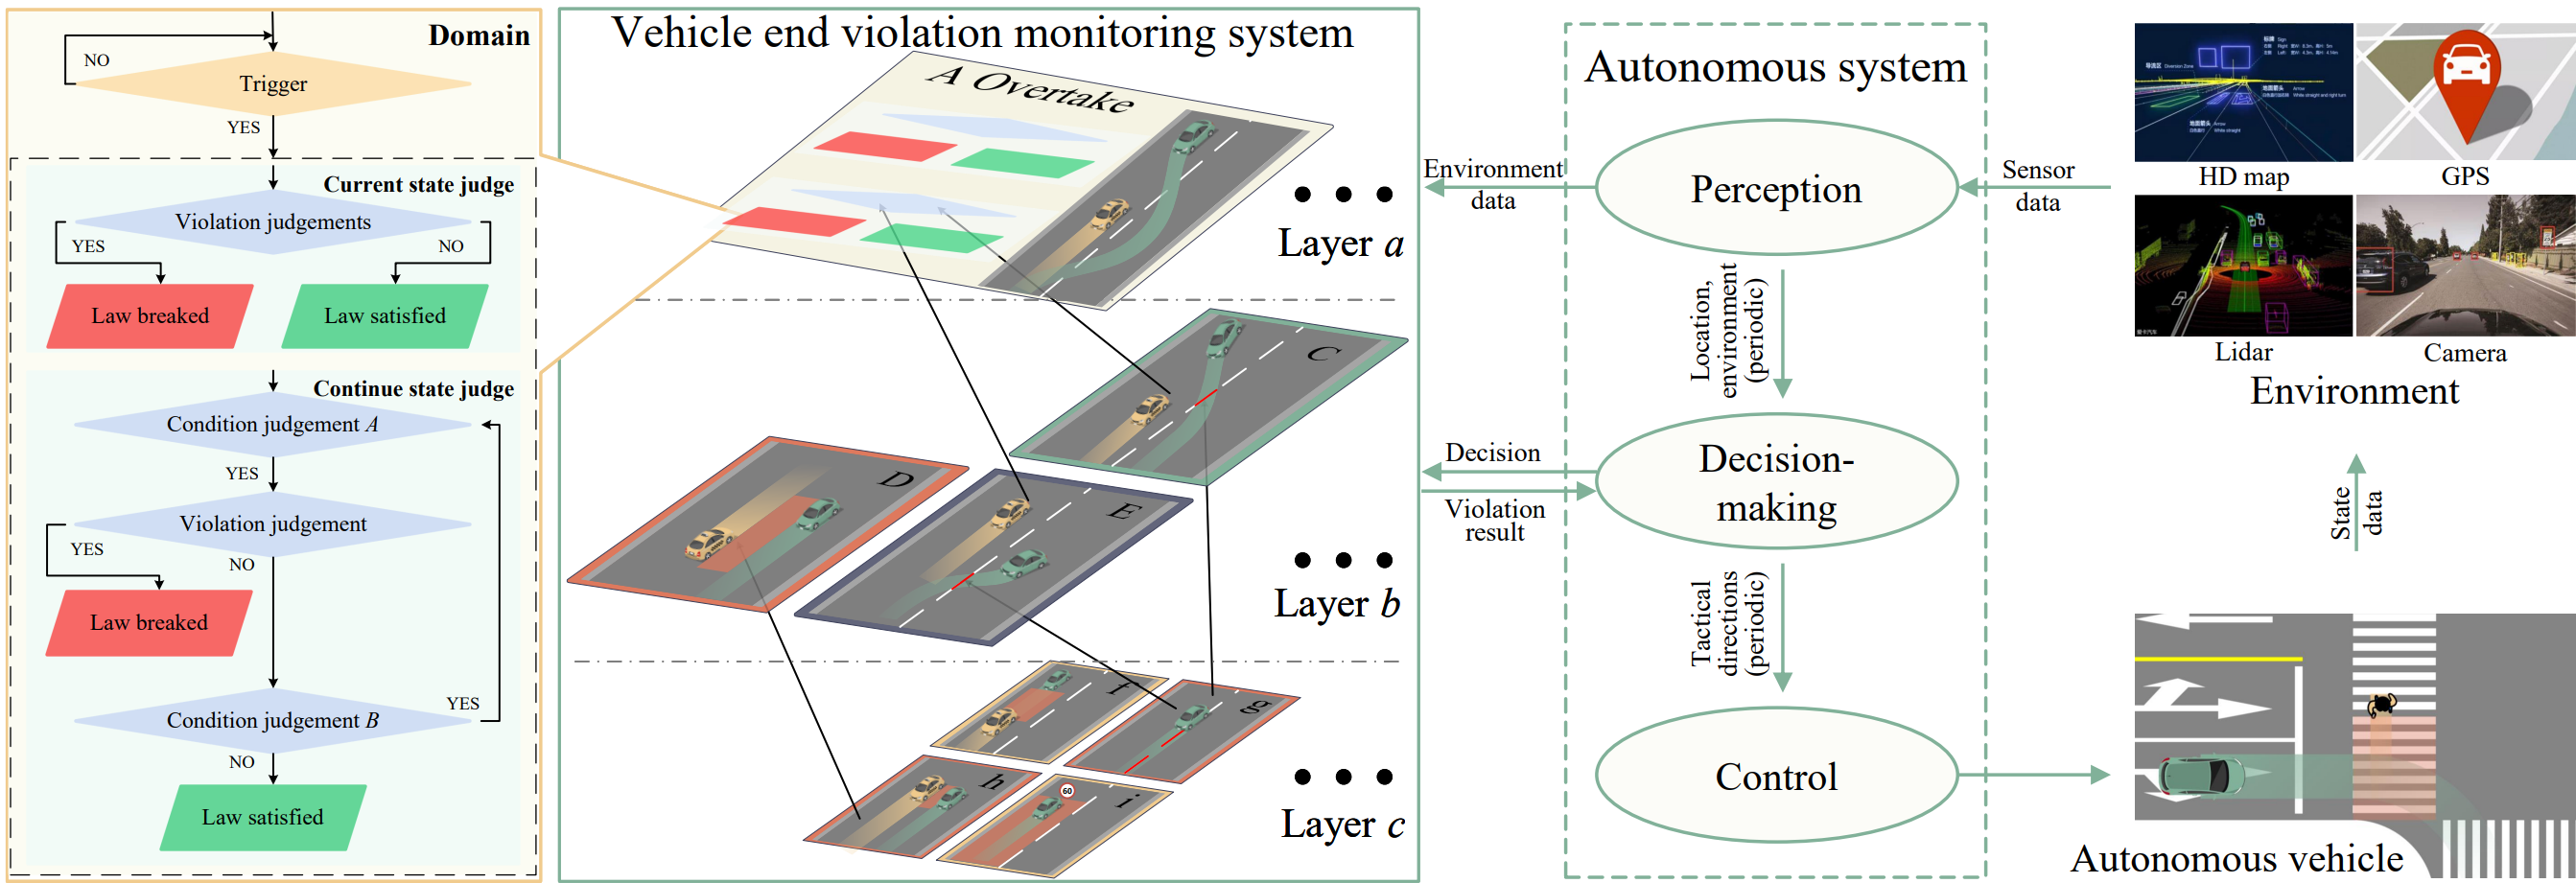 Domain
NO
Trigger
YES
Current state judge
Violation judgements
YES
NO
Law breaked
Law satisfied
Continue state judge
Condition judgement A
YES
Violation judgement
YES
NO
Law breaked
Condition judgement B
YES
NO
Law satisfied
Vehicle end violation monitoring system
A Overtake
Layer a
C
D
E
Layer b
f
g
h
i
60
Layer c
Environment
data
Decision
Violation
result
Autonomous system
Perception
Location,
environment
(periodic)
Decision-
making
Tactical
directions
(periodic)
Control
Sensor
data
HD map
GPS
Lidar
Camera
Environment
State
data
Autonomous vehicle